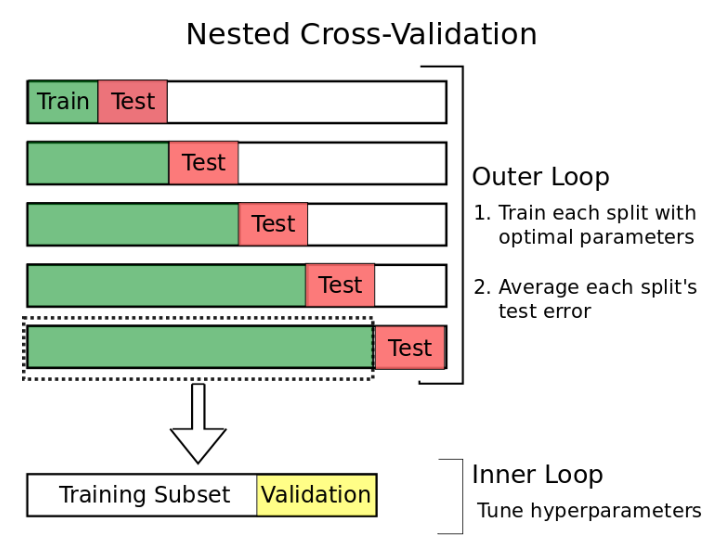 Nested Cross-Validation
Train Test
Test
Test
Test
Test
Outer Loop
1. Train each split with
optimal parameters
2. Average each split's
test error
Training Subset Validation
Inner Loop
Tune hyperparameters